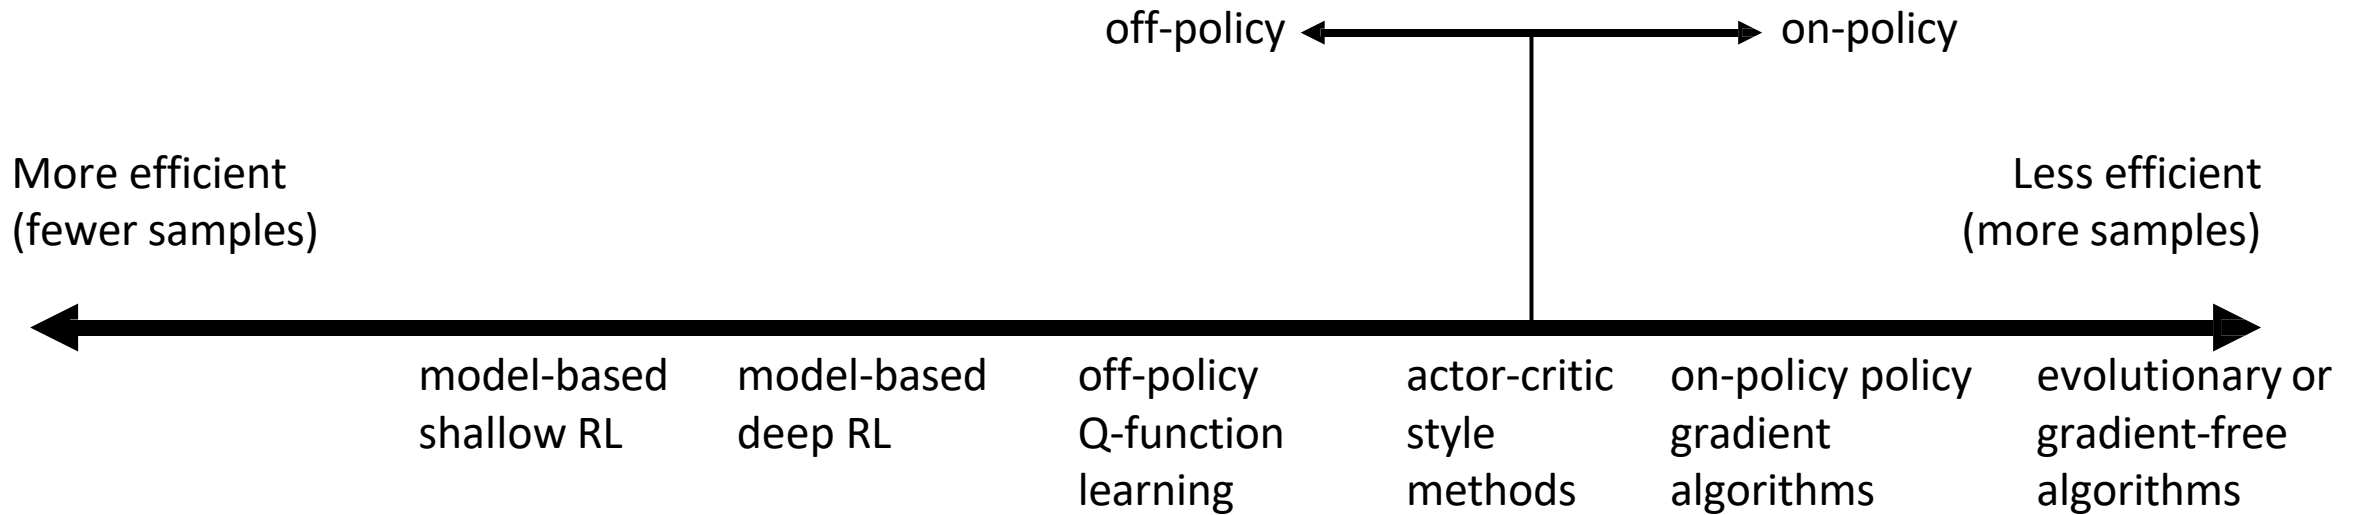 off-policy
on-policy
More efficient
(fewer samples)
Less efficient
(more samples)
model-based
shallow RL
model-based
deep RL
off-policy
Q-function
learning
actor-critic
style
methods
on-policy policy
gradient
algorithms
evolutionary or
gradient-free
algorithms